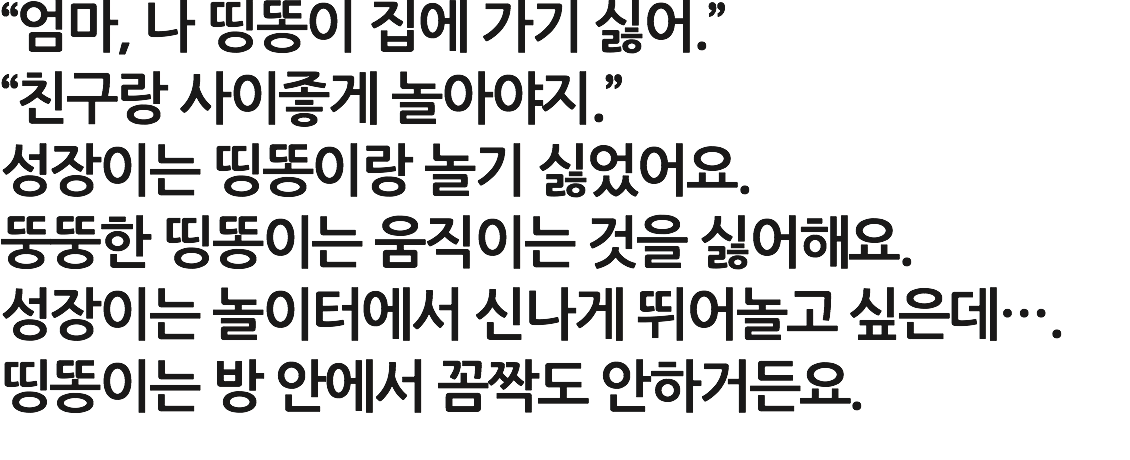 “엄마, 나 띵똥이 집에 가기 싫어.”
“친구랑 사이좋게 놀아야지.”
성장이는 띵똥이랑 놀기 싫었어요.
뚱뚱한 띵똥이는 움직이는 것을 싫어해요.
성장이는 놀이터에서 신나게 뛰어놀고 싶은데….
띵똥이는 방 안에서 꼼짝도 안하거든요.